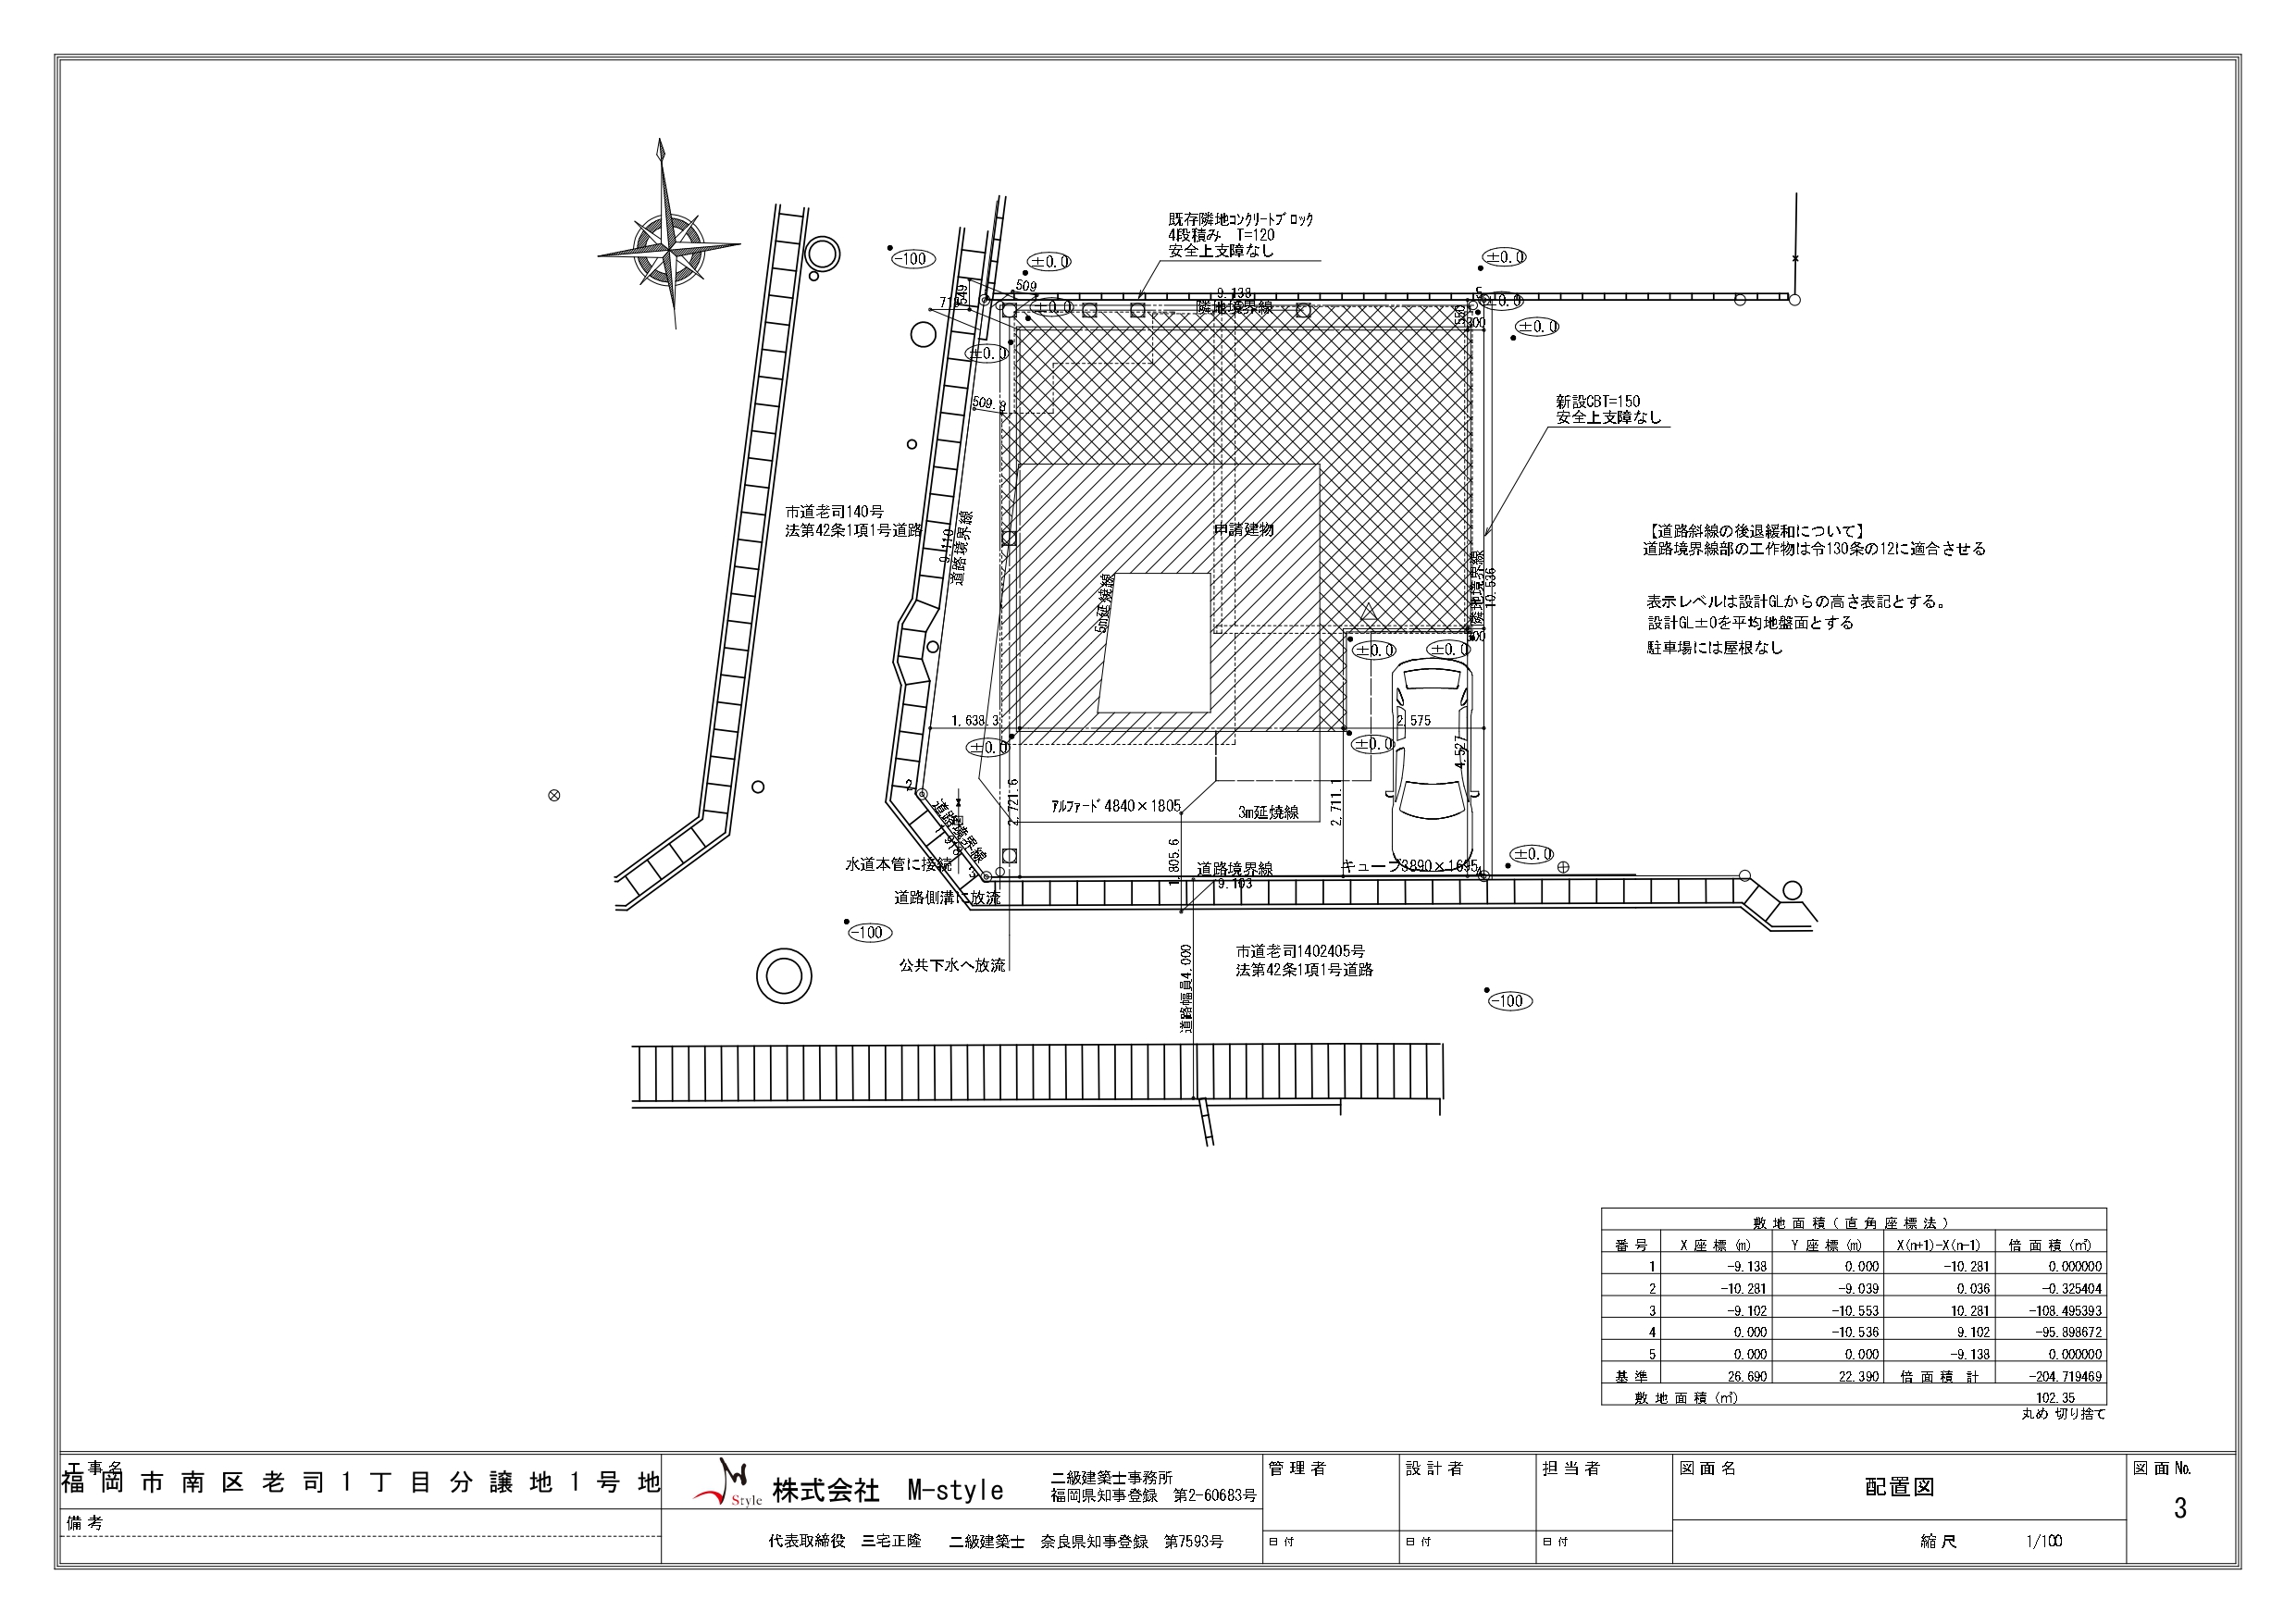 既存隣地ｺﾝｸﾘｰﾄﾌﾞﾛｯｸ
4段積み　T=120
安全上支障なし
-100
±0.0
±0.0
509
9.138
549
±0.0
隣地境界線
±0.0
550
300
±0.0
±0.0
新設CBT=150
安全上支障なし
市道老司140号
法第42条1項1号道路
9.110
道路境界線
申請建物
5m延焼線
隣地境界線
10.536
【道路斜線の後退緩和について】
道路境界線部の工作物は令130条の12に適合させる
表示レベルは設計GLからの高さ表記とする。
設計GL±0を平均地盤面とする
駐車場には屋根なし
±0.0
±0.0
1,638.3
2,575
±0.0
±0.0
4,527
2,721.6
ｱﾙﾌｧｰﾄﾞ4840×1805
3m延焼線
2,711.1
道路境界線
水道本管に接続
1,805.6
道路境界線
9.103
キューブ3890×1695
±0.0
道路側溝に放流
-100
公共下水へ放流
道路幅員4.000
市道老司1402405号
法第42条1項1号道路
-100
敷地面積(直角座標法)
番号 X座標(m) Y座標(m) X(n+1)-X(n-1) 倍面積(㎡)
1 -9.138 0.000 -10.281 0.000000
2 -10.281 -9.039 0.036 -0.325404
3 -9.102 -10.553 10.281 -108.495393
4 0.000 -10.536 9.102 -95.898672
5 0.000 0.000 -9.138 0.000000
基準 26.690 22.390 倍面積計 -204.719469
敷地面積(㎡) 102.35
丸め 切り捨て
工事名
福岡市南区老司1丁目分譲地1号地
備考
Style
株式会社　M-style
二級建築士事務所
福岡県知事登録　第2-60683号
代表取締役　三宅正隆　二級建築士　奈良県知事登録　第7593号
管理者
設計者
担当者
日付
日付
日付
図面名
配置図
縮尺 1/100
図面No.
3